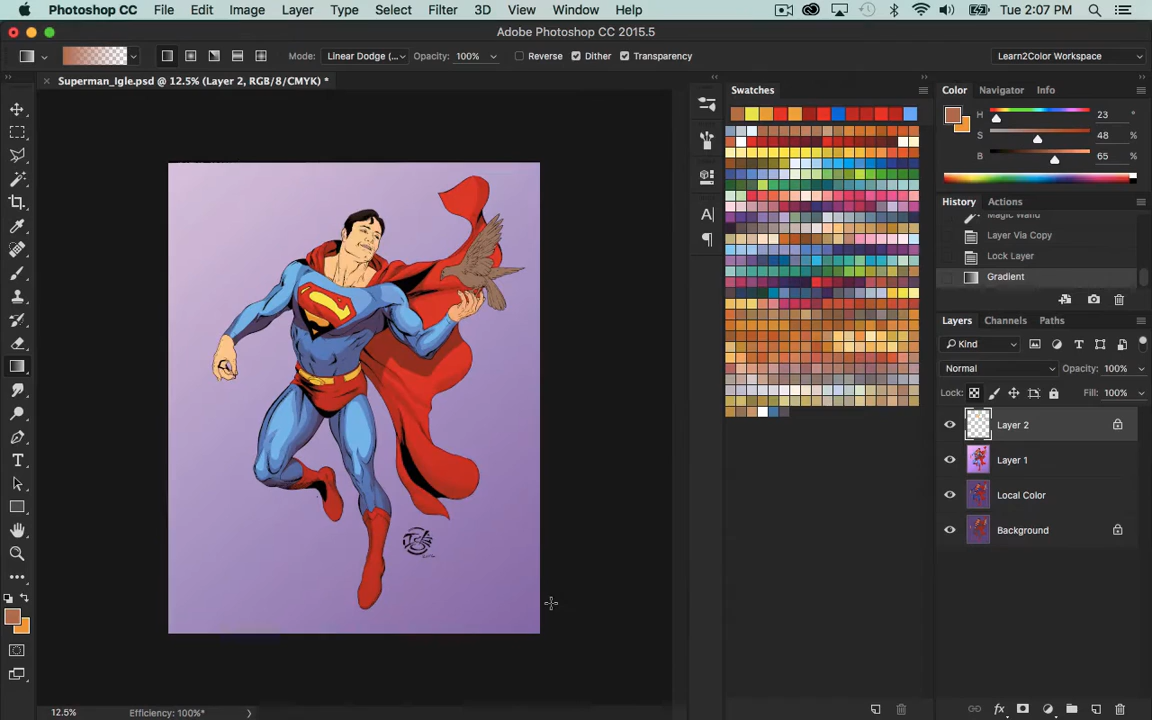 Photoshop CC File Edit Image Layer Type Select Filter 3D View Window Help Tue 2:07 PM
Adobe Photoshop CC 2015.5
Mode: Linear Dodge (... Opacity: 100% Reverse Dither Transparency Learn2Color Workspace
Superman_Igle.psd @ 12.5% (Layer 2, RGB/8/CMYK) *
Swatches
Color Navigator Info
H 23 °
S 48 %
B 65 %
History Actions
Magic Wand
Layer Via Copy
Lock Layer
Gradient
Layers Channels Paths
Kind
Normal Opacity: 100%
Lock: Fill: 100%
Layer 2
Layer 1
Local Color
Background
12.5% Efficiency: 100%*